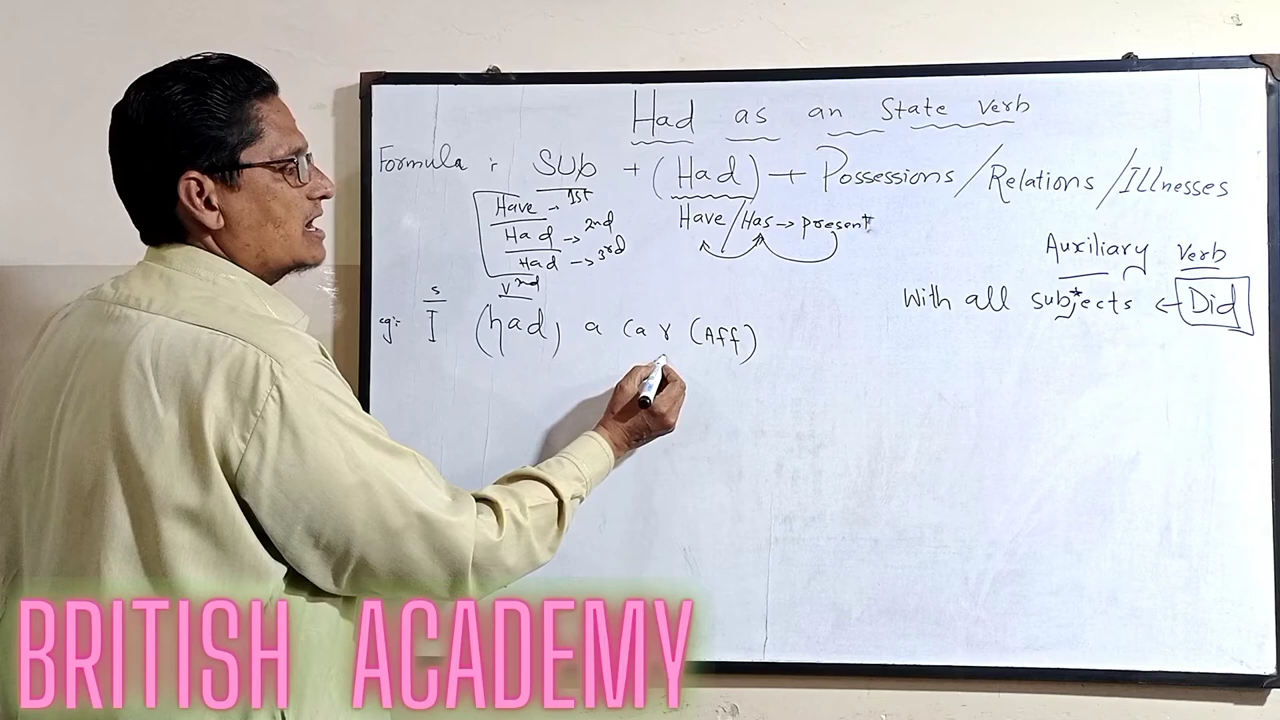 Had as an State verb
Formula :- SUb + (Had) + Possessions/Relations/Illnesses
Have → 1st
Had → 2nd
Had → 3rd
Have/Has → present
Auxiliary verb
With all subjects ← Did
S
V
eg:- I (had) a car (Aff)
BRITISH ACADEMY